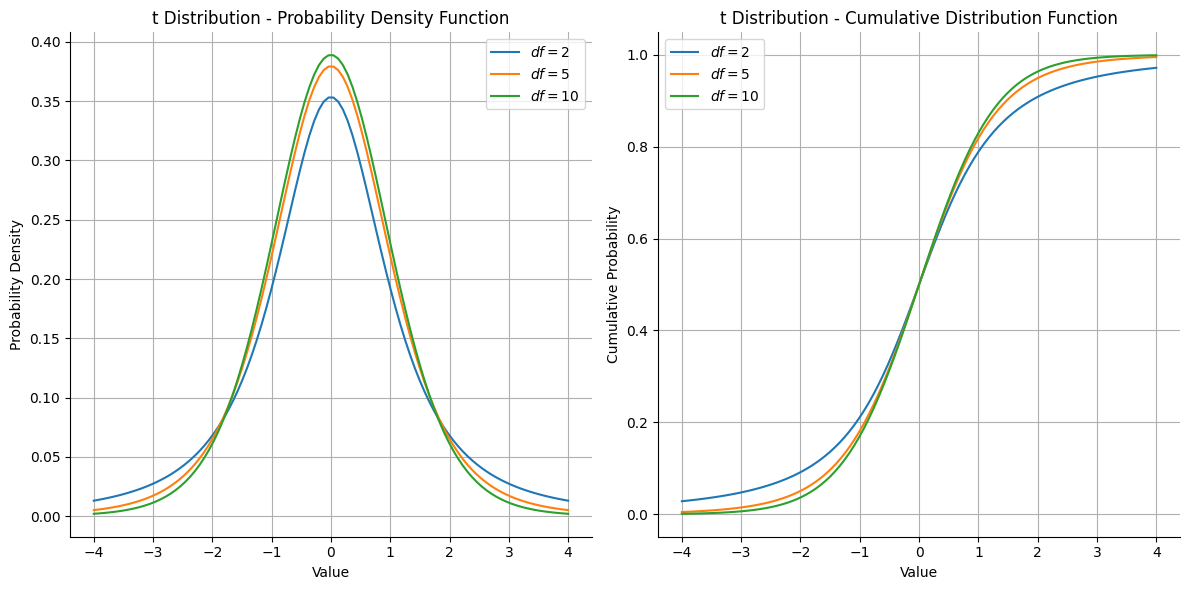 t Distribution - Probability Density Function
df = 2
df = 5
df = 10
0.40
0.35
0.30
0.25
0.20
0.15
0.10
0.05
0.00
Probability Density
−4 −3 −2 −1 0 1 2 3 4
Value
t Distribution - Cumulative Distribution Function
df = 2
df = 5
df = 10
1.0
0.8
0.6
0.4
0.2
0.0
Cumulative Probability
−4 −3 −2 −1 0 1 2 3 4
Value